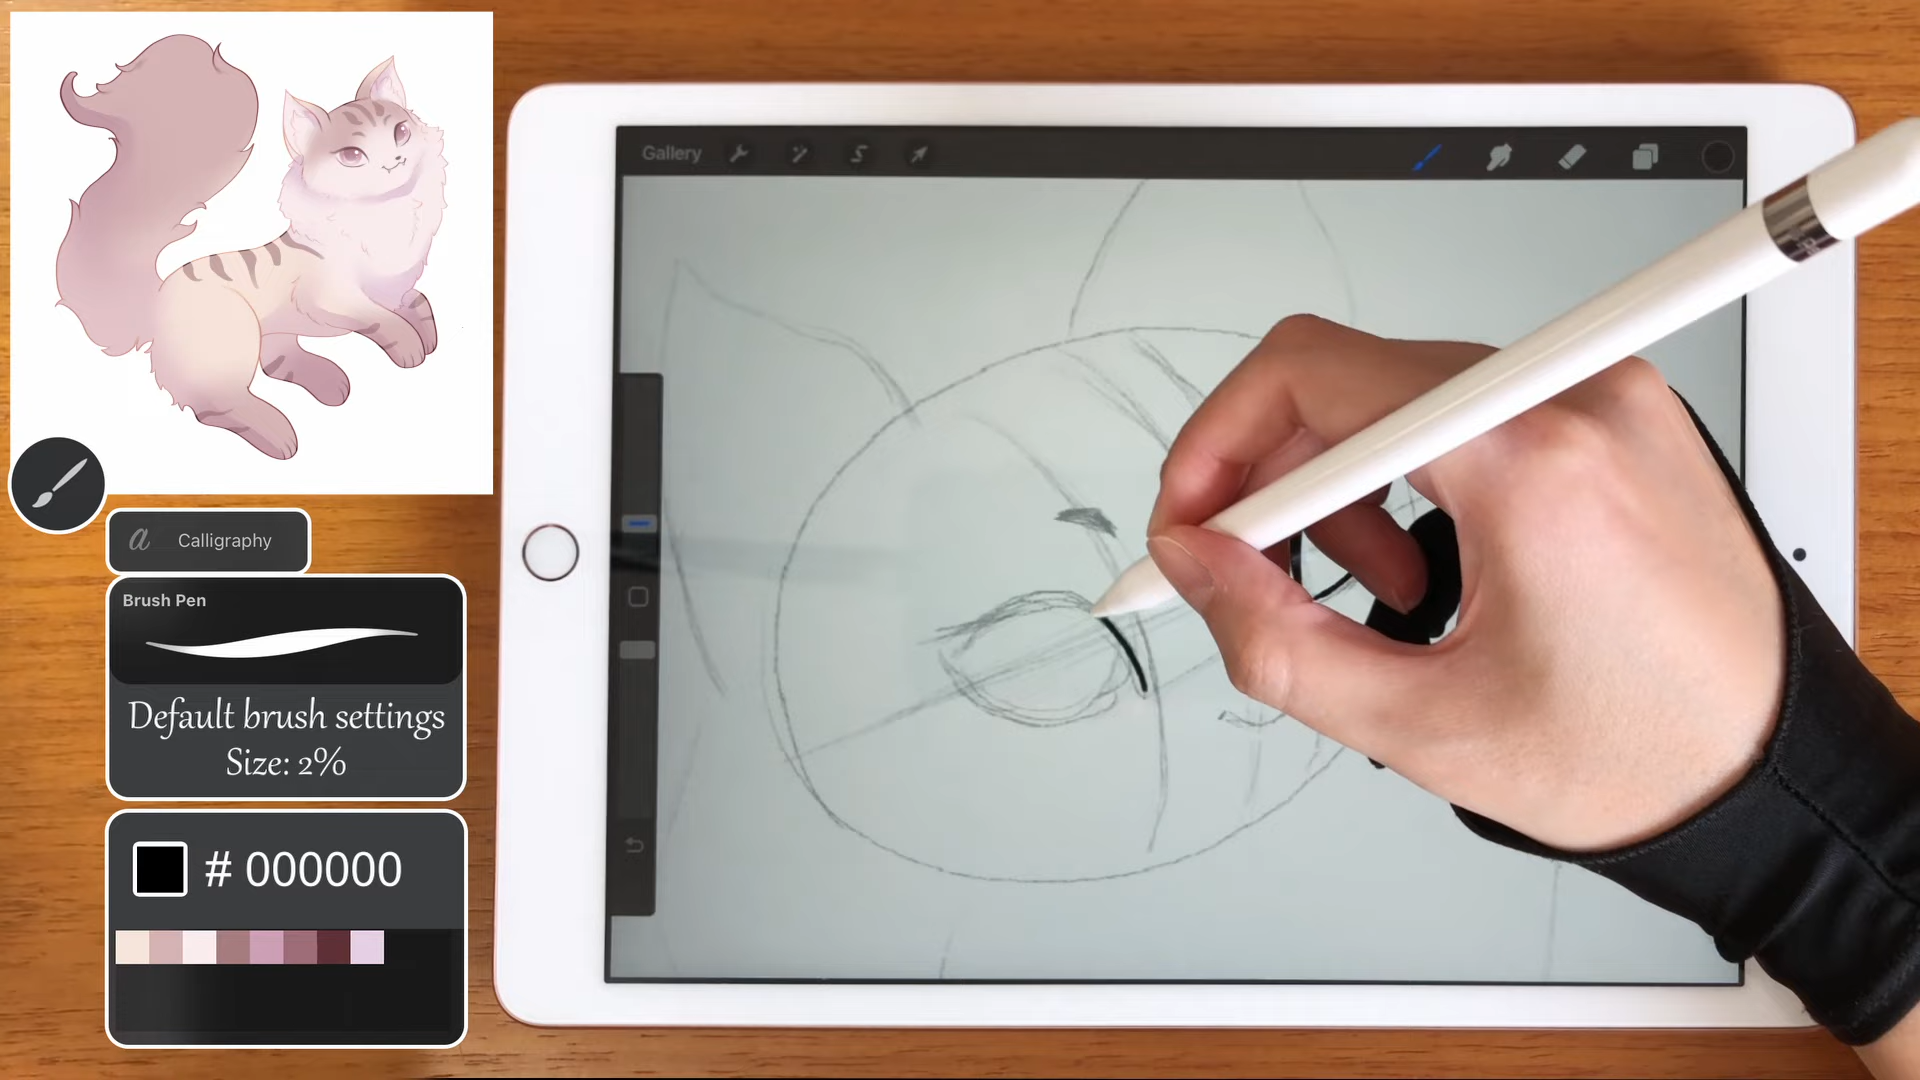 Gallery
a Calligraphy
Brush Pen
Default brush settings
Size: 2%
# 000000